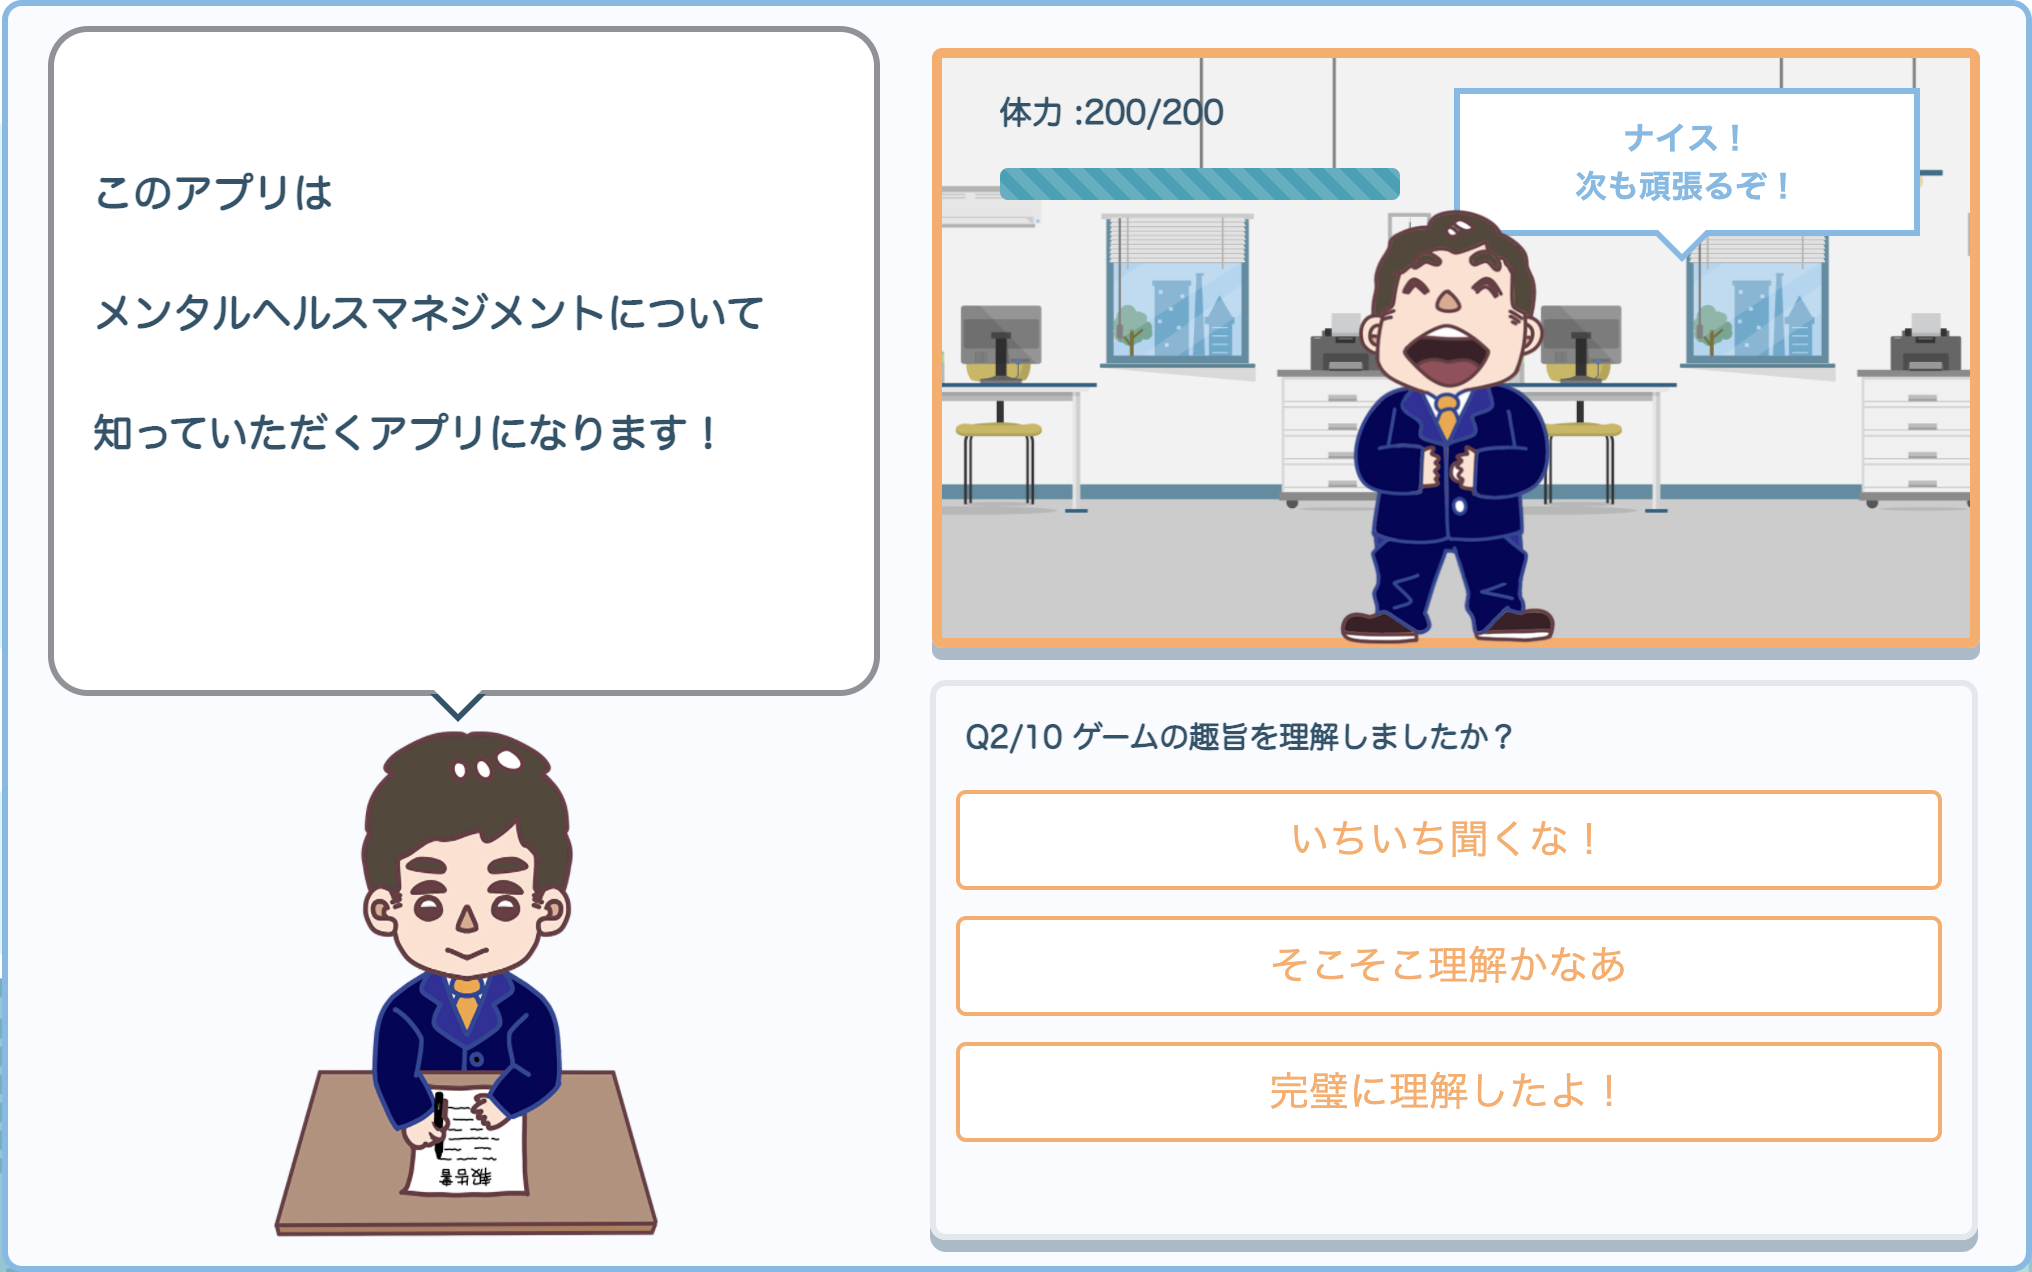 このアプリは
メンタルヘルスマネジメントについて
知っていただくアプリになります！
体力 :200/200
ナイス！
次も頑張るぞ！
Q2/10 ゲームの趣旨を理解しましたか？
いちいち聞くな！
そこそこ理解かなあ
完璧に理解したよ！
報告書